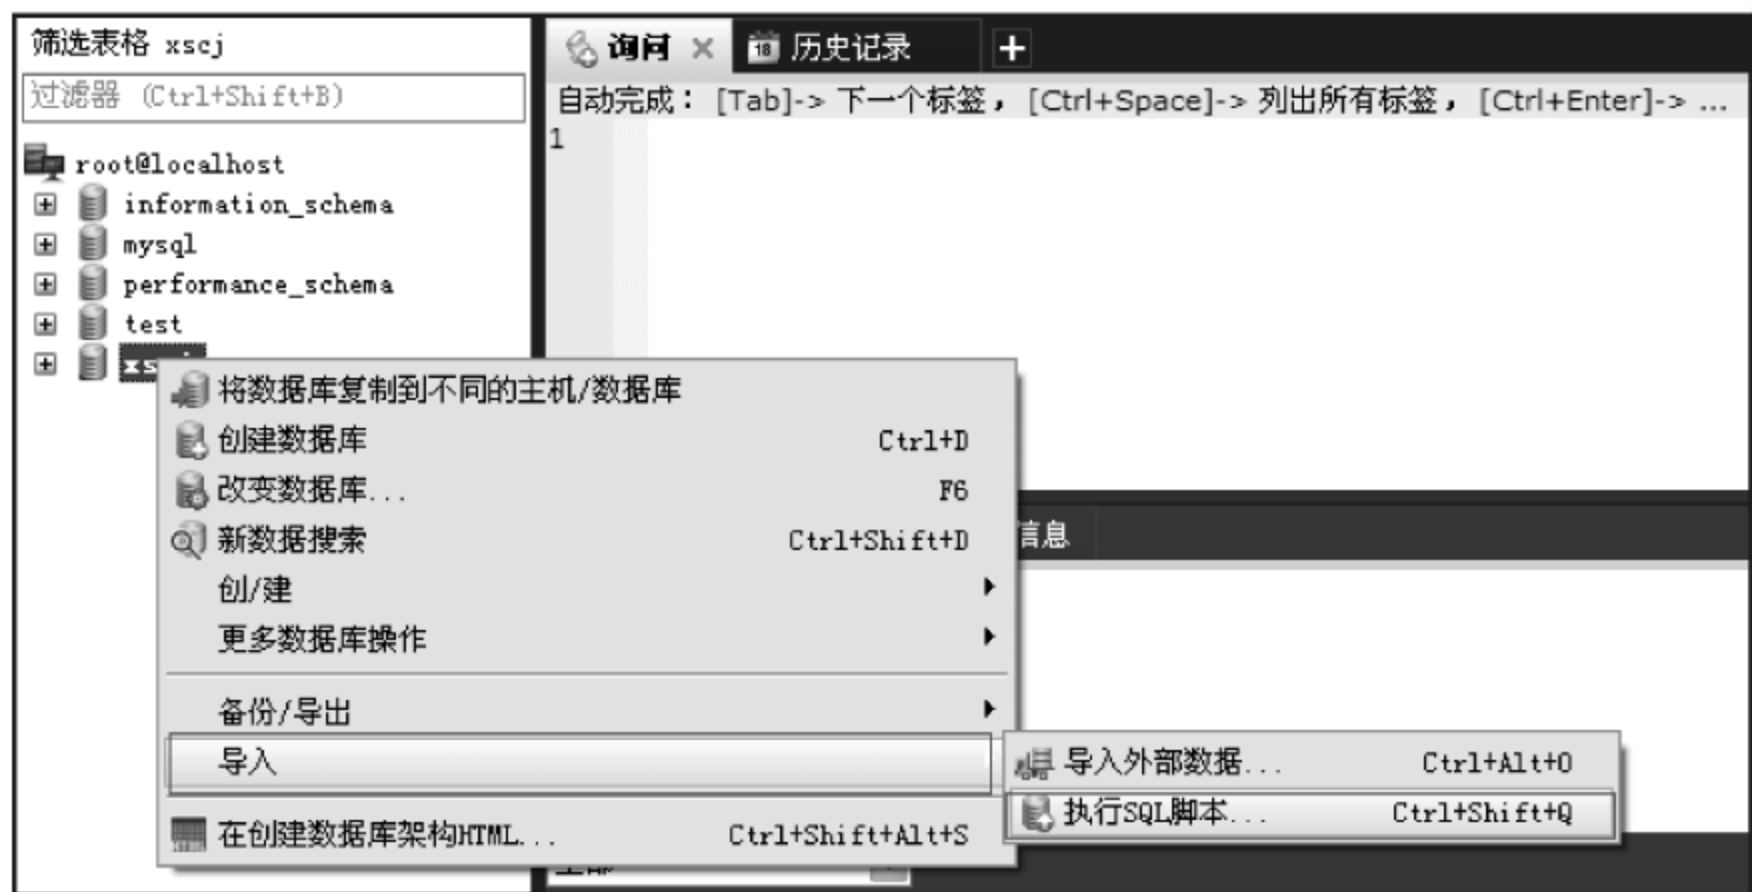 筛选表格 xscj
过滤器 (Ctrl+Shift+B)
root@localhost
information_schema
mysql
performance_schema
test
询问
历史记录
自动完成： [Tab]-> 下一个标签， [Ctrl+Space]-> 列出所有标签， [Ctrl+Enter]-> ...
1
将数据库复制到不同的主机/数据库
创建数据库 Ctrl+D
改变数据库... F6
新数据搜索 Ctrl+Shift+D
创/建
更多数据库操作
备份/导出
导入
在创建数据库架构HTML... Ctrl+Shift+Alt+S
信息
导入外部数据... Ctrl+Alt+O
执行SQL脚本... Ctrl+Shift+Q